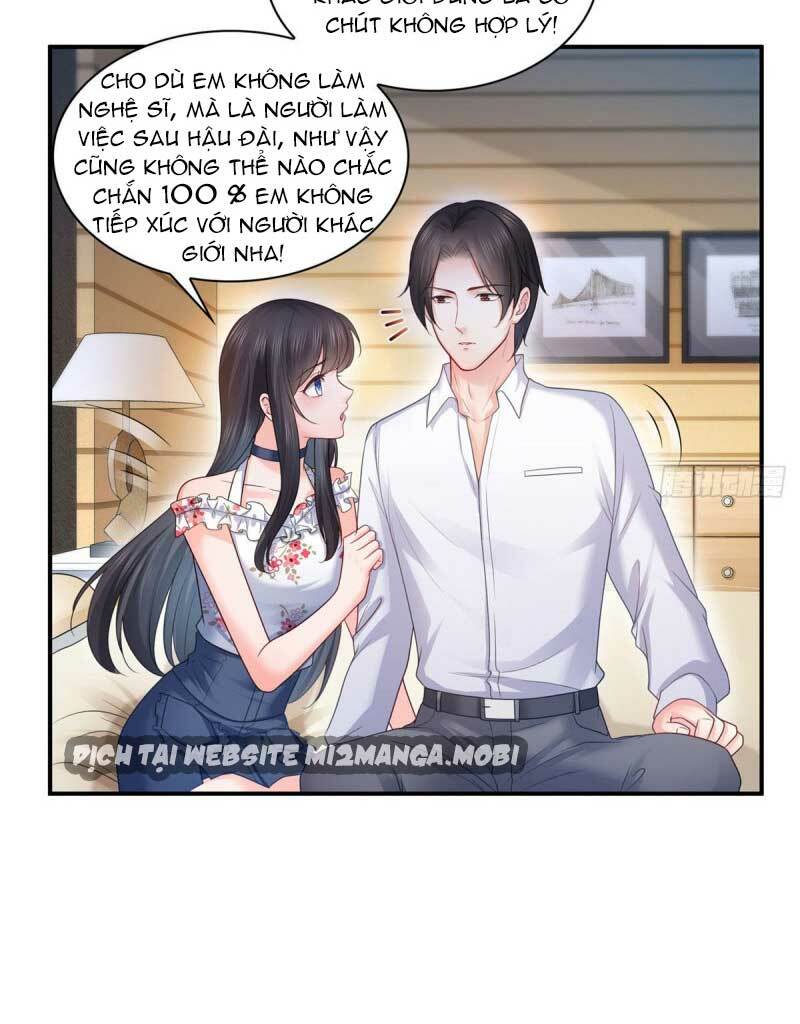 CHÚT KHÔNG HỢP LÝ!
CHO DÙ EM KHÔNG LÀM
NGHỆ SĨ, MÀ LÀ NGƯỜI LÀM
VIỆC SAU HẬU ĐÀI, NHƯ VẬY
CŨNG KHÔNG THỂ NÀO CHẮC
CHẮN 100 % EM KHÔNG
TIẾP XÚC VỚI NGƯỜI KHÁC
GIỚI NHA!
DỊCH TẠI WEBSITE MI2MANGA.MOBI